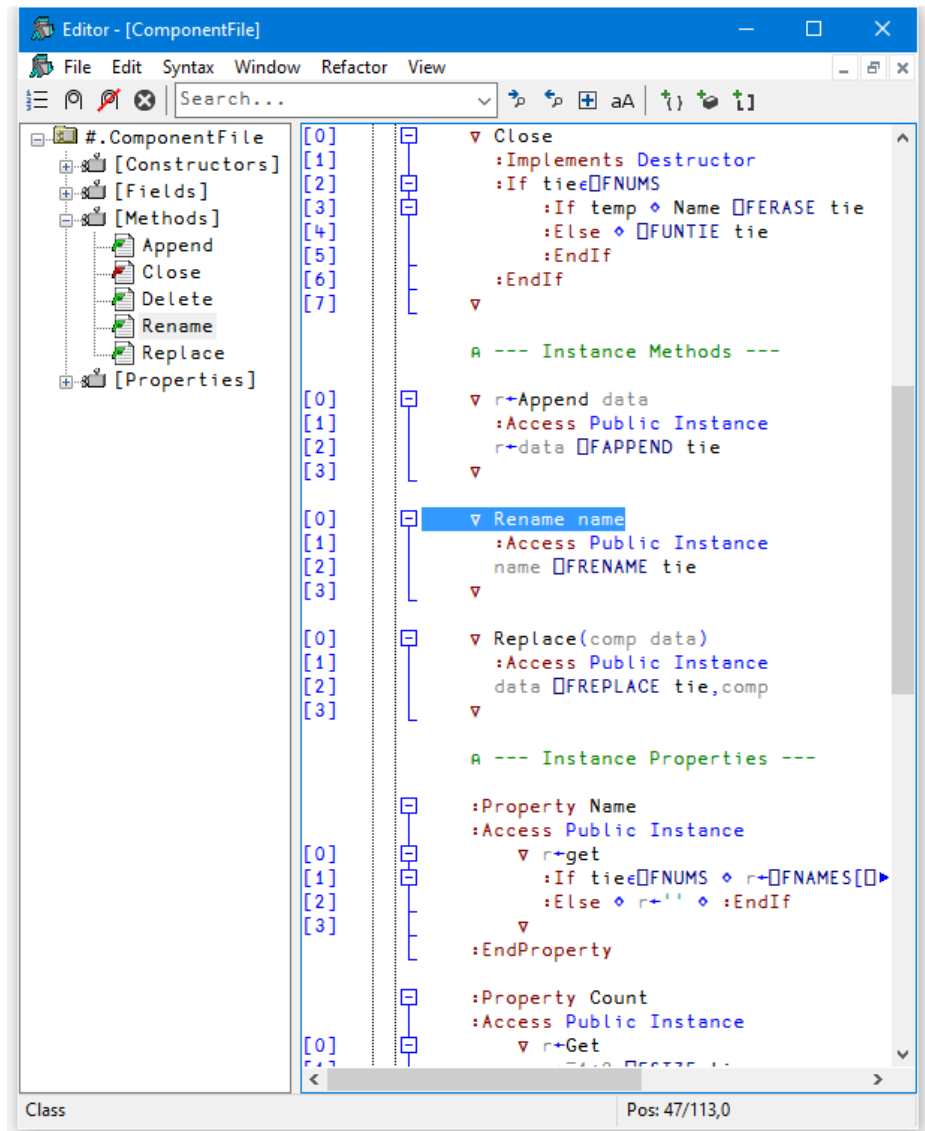 Editor - [ComponentFile]
File Edit Syntax Window Refactor View
Search... aA
#.ComponentFile
[Constructors]
[Fields]
[Methods]
Append
Close
Delete
Rename
Replace
[Properties]
[0] ∇ Close
[1] :Implements Destructor
[2] :If tie∊⎕FNUMS
[3] :If temp ⋄ Name ⎕FERASE tie
[4] :Else ⋄ ⎕FUNTIE tie
[5] :EndIf
[6] :EndIf
[7] ∇
⍝ --- Instance Methods ---
[0] ∇ r←Append data
[1] :Access Public Instance
[2] r←data ⎕FAPPEND tie
[3] ∇
[0] ∇ Rename name
[1] :Access Public Instance
[2] name ⎕FRENAME tie
[3] ∇
[0] ∇ Replace(comp data)
[1] :Access Public Instance
[2] data ⎕FREPLACE tie,comp
[3] ∇
⍝ --- Instance Properties ---
:Property Name
:Access Public Instance
[0] ∇ r←get
[1] :If tie∊⎕FNUMS ⋄ r←⎕FNAMES[⎕
[2] :Else ⋄ r←'' ⋄ :EndIf
[3] ∇
:EndProperty
:Property Count
:Access Public Instance
[0] ∇ r←Get
Class
Pos: 47/113,0